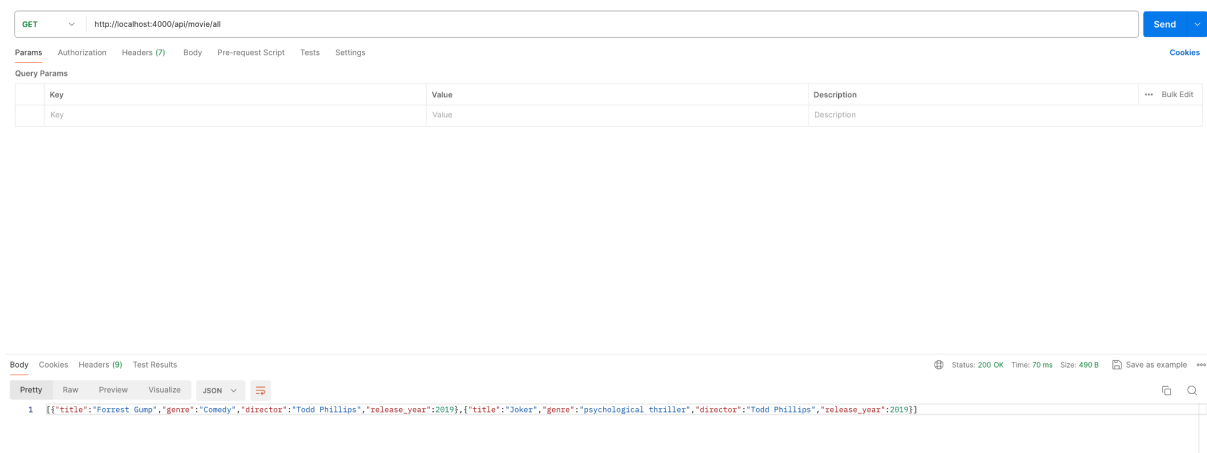 GET http://localhost:4000/api/movie/all Send
Params Authorization Headers (7) Body Pre-request Script Tests Settings Cookies
Query Params
Key Value Description ••• Bulk Edit
Key Value Description
Body Cookies Headers (9) Test Results Status: 200 OK Time: 70 ms Size: 490 B Save as example
Pretty Raw Preview Visualize JSON
1 [{"title":"Forrest Gump","genre":"Comedy","director":"Todd Phillips","release_year":2019},{"title":"Joker","genre":"psychological thriller","director":"Todd Phillips","release_year":2019}]